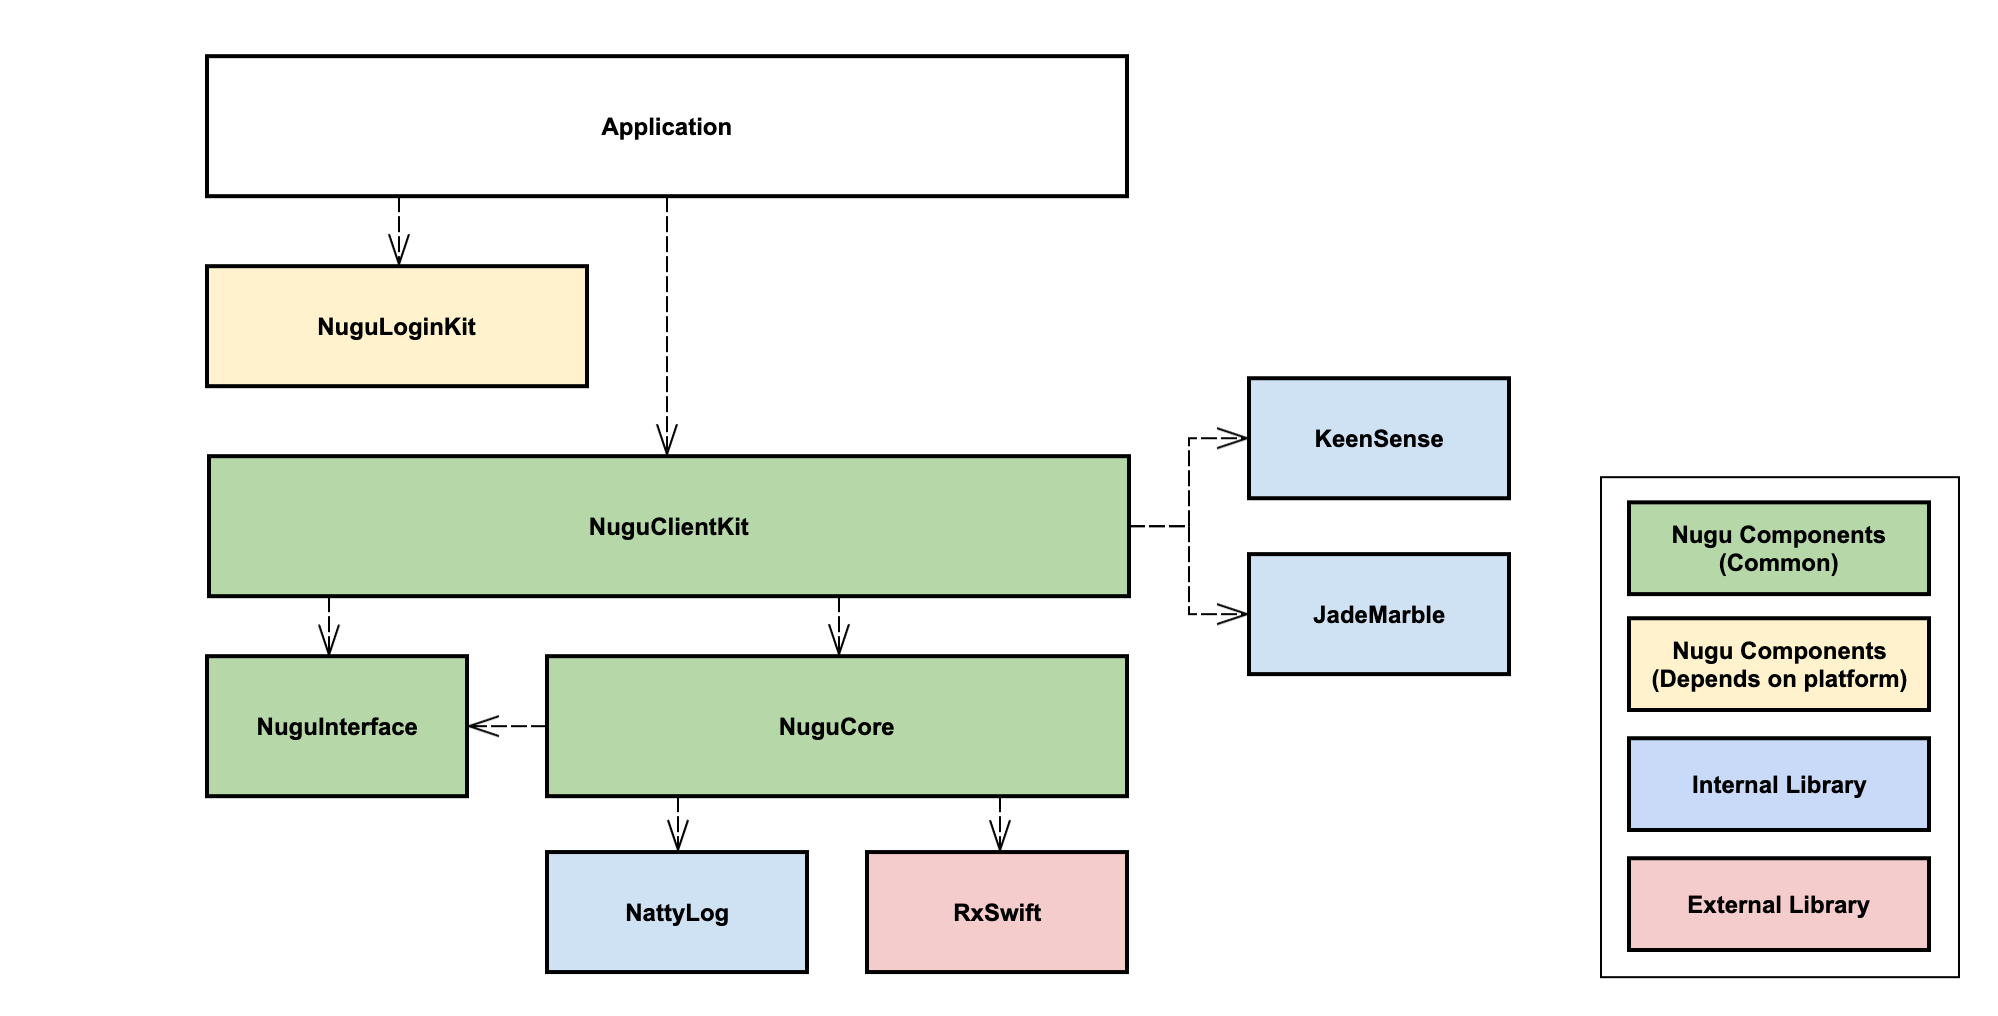 Application
NuguLoginKit
KeenSense
NuguClientKit
JadeMarble
NuguInterface
NuguCore
NattyLog
RxSwift
Nugu Components
(Common)
Nugu Components
(Depends on platform)
Internal Library
External Library